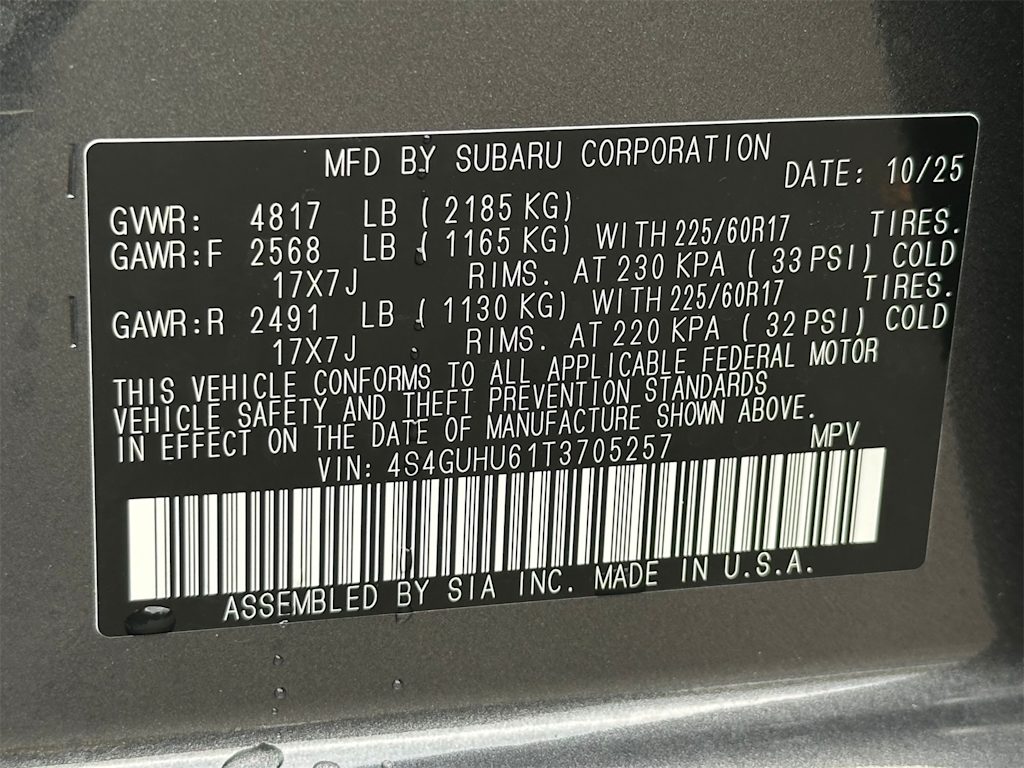 MFD BY SUBARU CORPORATION DATE: 10/25
GVWR: 4817 LB ( 2185 KG)
GAWR:F 2568 LB ( 1165 KG) WITH 225/60R17 TIRES.
17X7J RIMS. AT 230 KPA ( 33 PSI) COLD
GAWR:R 2491 LB ( 1130 KG) WITH 225/60R17 TIRES.
17X7J RIMS. AT 220 KPA ( 32 PSI) COLD
THIS VEHICLE CONFORMS TO ALL APPLICABLE FEDERAL MOTOR
VEHICLE SAFETY AND THEFT PREVENTION STANDARDS
IN EFFECT ON THE DATE OF MANUFACTURE SHOWN ABOVE.
VIN: 4S4GUHU61T3705257 MPV
ASSEMBLED BY SIA INC. MADE IN U.S.A.